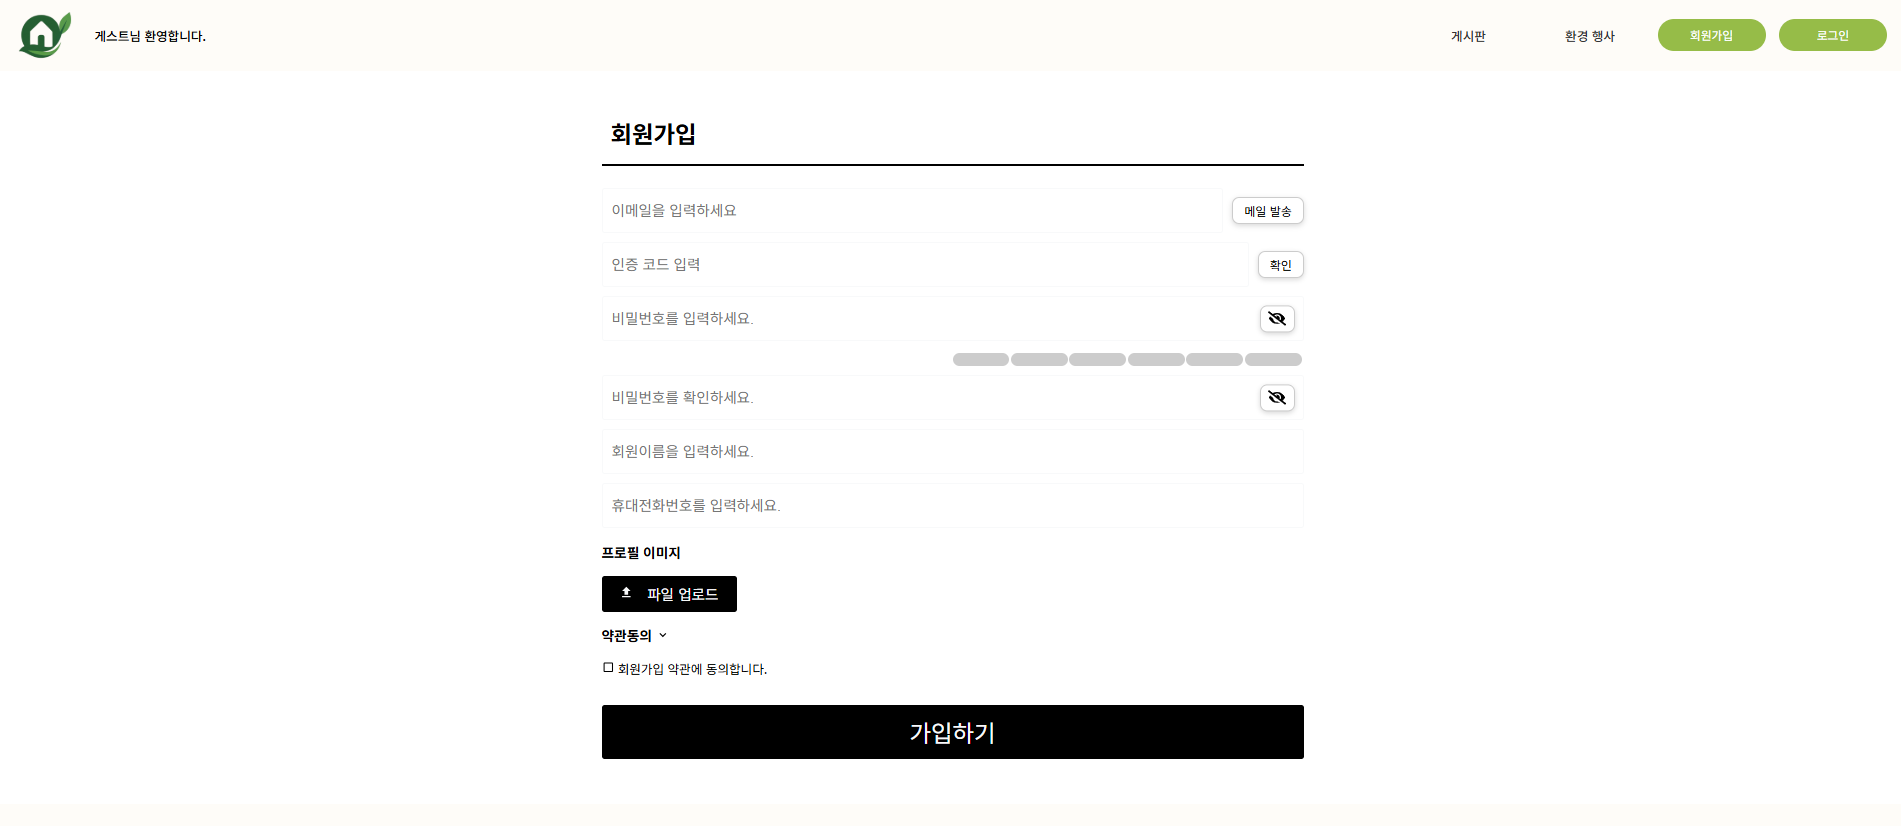 게스트님 환영합니다.
게시판
환경 행사
회원가입
로그인
회원가입
이메일을 입력하세요
메일 발송
인증 코드 입력
확인
비밀번호를 입력하세요.
비밀번호를 확인하세요.
회원이름을 입력하세요.
휴대전화번호를 입력하세요.
프로필 이미지
파일 업로드
약관동의
회원가입 약관에 동의합니다.
가입하기